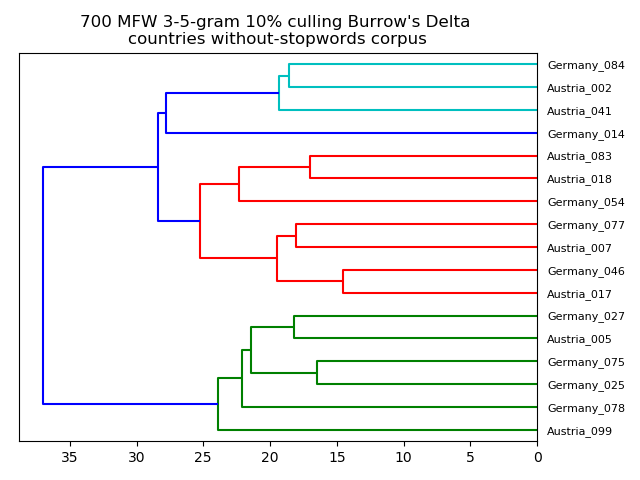 700 MFW 3-5-gram 10% culling Burrow's Delta
countries without-stopwords corpus
Germany_084
Austria_002
Austria_041
Germany_014
Austria_083
Austria_018
Germany_054
Germany_077
Austria_007
Germany_046
Austria_017
Germany_027
Austria_005
Germany_075
Germany_025
Germany_078
Austria_099
35 30 25 20 15 10 5 0